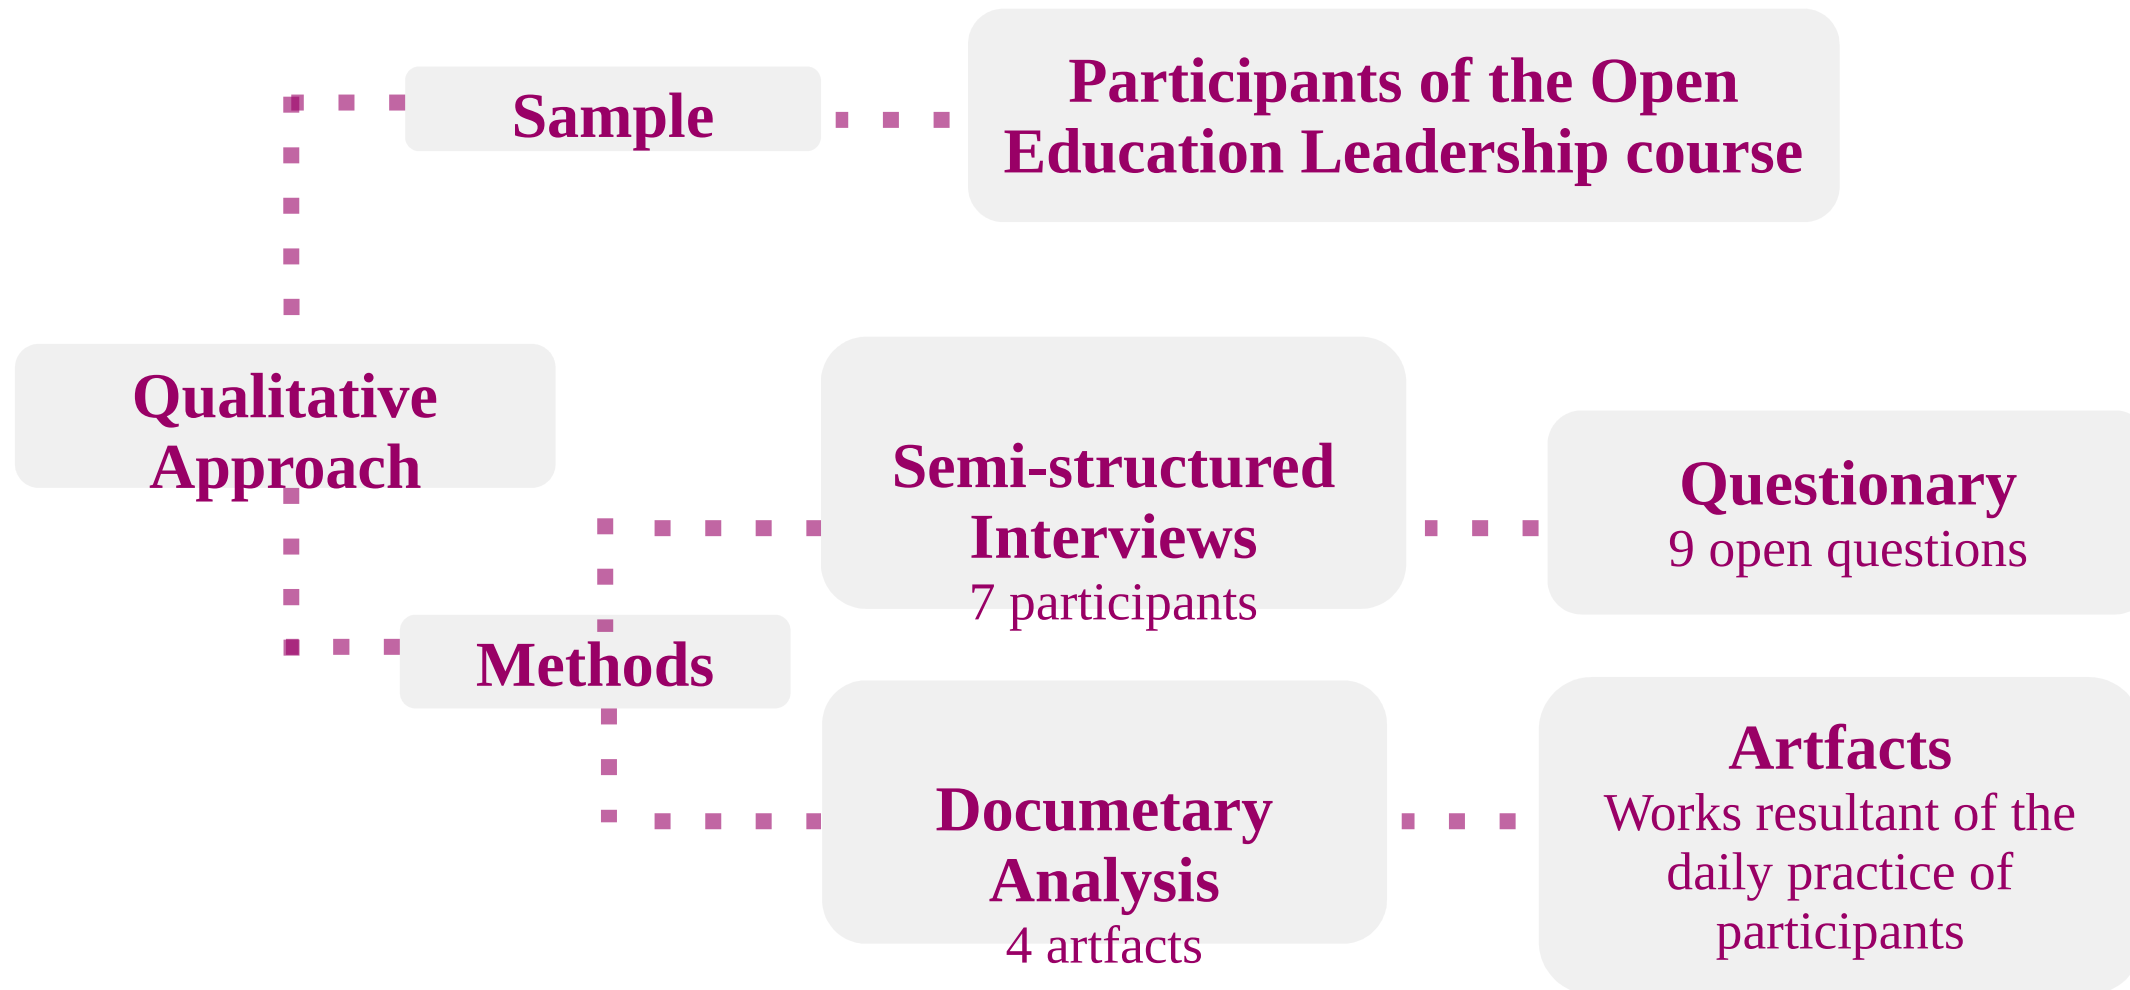 Sample
Participants of the Open
Education Leadership course
Qualitative
Approach
Semi-structured
Interviews
7 participants
Questionary
9 open questions
Methods
Documetary
Analysis
4 artfacts
Artfacts
Works resultant of the
daily practice of
participants